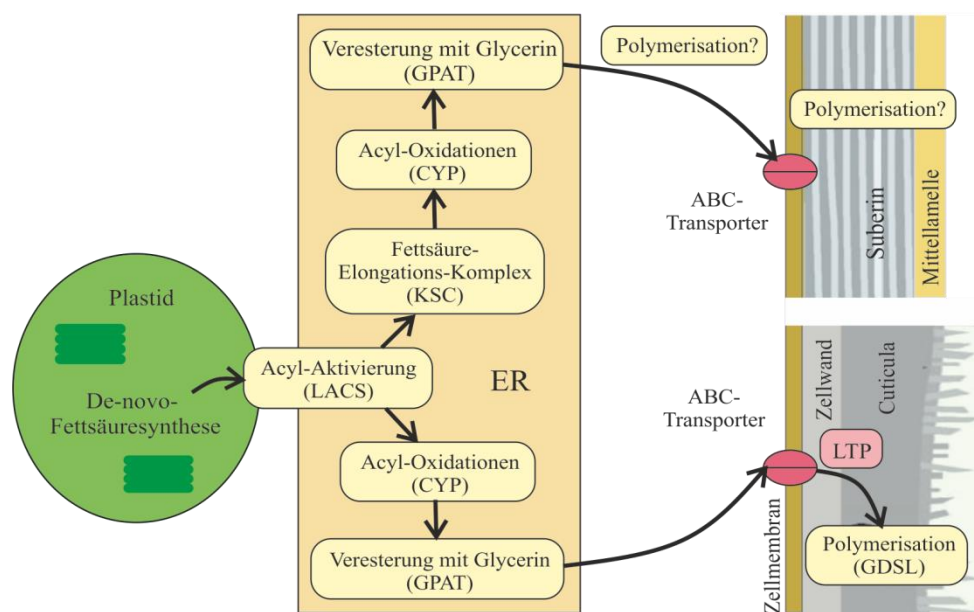 Veresterung mit Glycerin
(GPAT)
Polymerisation?
Polymerisation?
Acyl-Oxidationen
(CYP)
ABC-
Transporter
Suberin
Mittellamelle
Fettsäure-
Elongations-Komplex
(KSC)
Plastid
Acyl-Aktivierung
(LACS)
ER
De-novo-
Fettsäuresynthese
ABC-
Transporter
Zellwand
Cuticula
LTP
Acyl-Oxidationen
(CYP)
Zellmembran
Polymerisation
(GDSL)
Veresterung mit Glycerin
(GPAT)